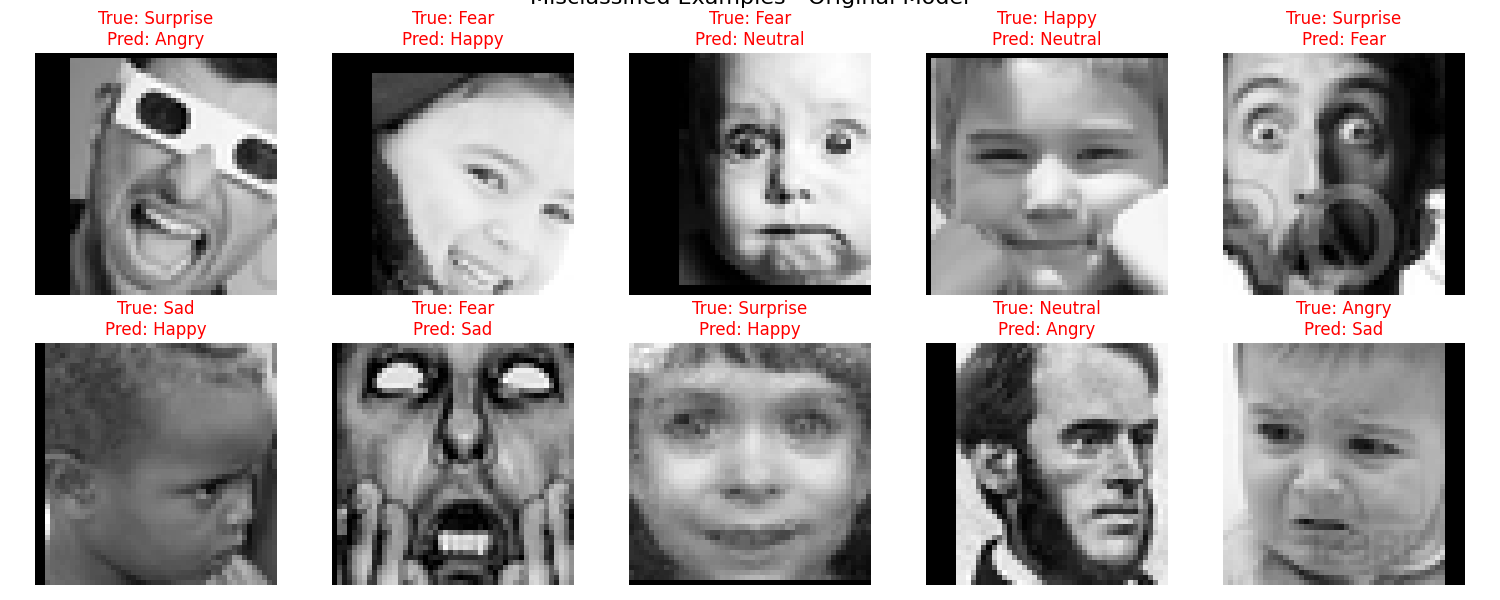 Misclassified Examples - Original Model
True: Surprise
Pred: Angry
True: Fear
Pred: Happy
True: Fear
Pred: Neutral
True: Happy
Pred: Neutral
True: Surprise
Pred: Fear
True: Sad
Pred: Happy
True: Fear
Pred: Sad
True: Surprise
Pred: Happy
True: Neutral
Pred: Angry
True: Angry
Pred: Sad